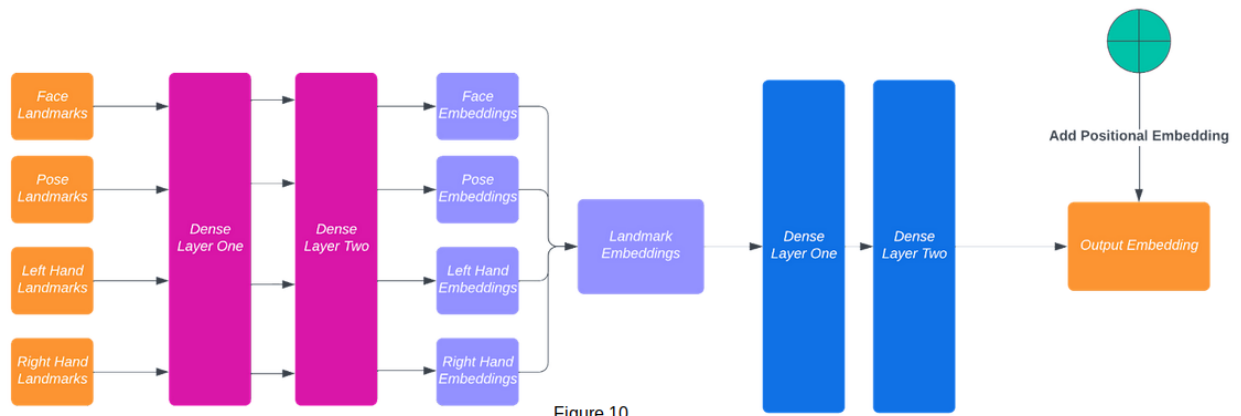 Face
Landmarks
Pose
Landmarks
Left Hand
Landmarks
Right Hand
Landmarks
Dense
Layer One
Dense
Layer Two
Face
Embeddings
Pose
Embeddings
Left Hand
Embeddings
Right Hand
Embeddings
Landmark
Embeddings
Dense
Layer One
Dense
Layer Two
Add Positional Embedding
Output Embedding
Figure 10